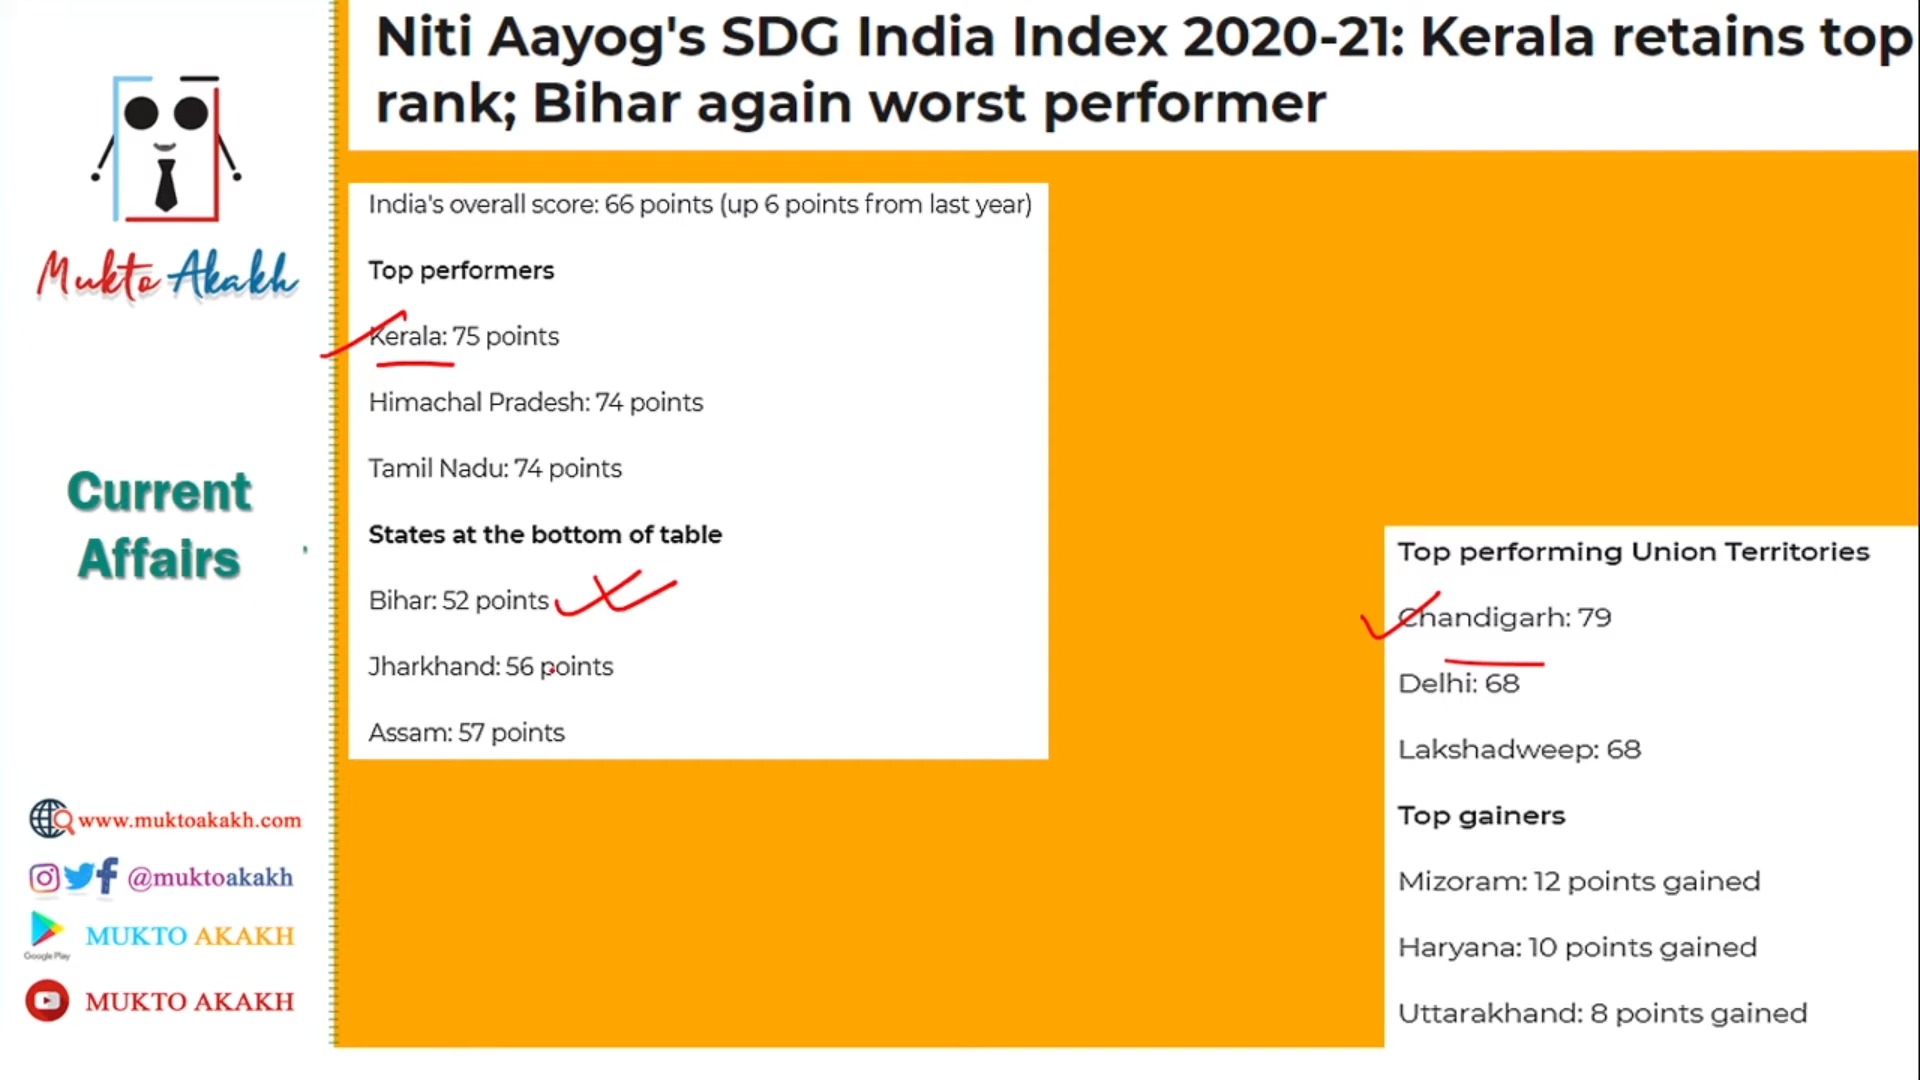 Niti Aayog's SDG India Index 2020-21: Kerala retains top
rank; Bihar again worst performer
Mukto Akakh
Current
Affairs
www.muktoakakh.com
@muktoakakh
Google Play
MUKTO AKAKH
MUKTO AKAKH
India's overall score: 66 points (up 6 points from last year)
Top performers
Kerala: 75 points
Himachal Pradesh: 74 points
Tamil Nadu: 74 points
States at the bottom of table
Bihar: 52 points
Jharkhand: 56 points
Assam: 57 points
Top performing Union Territories
Chandigarh: 79
Delhi: 68
Lakshadweep: 68
Top gainers
Mizoram: 12 points gained
Haryana: 10 points gained
Uttarakhand: 8 points gained